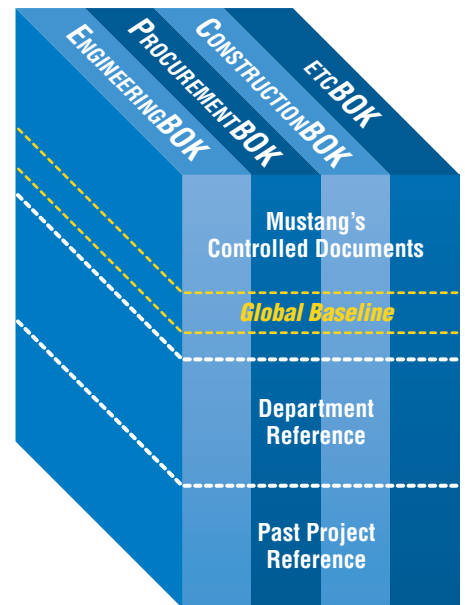 ENGINEERINGBOK
PROCUREMENTBOK
CONSTRUCTIONBOK
ETCBOK
Mustang's
Controlled Documents
Global Baseline
Department
Reference
Past Project
Reference